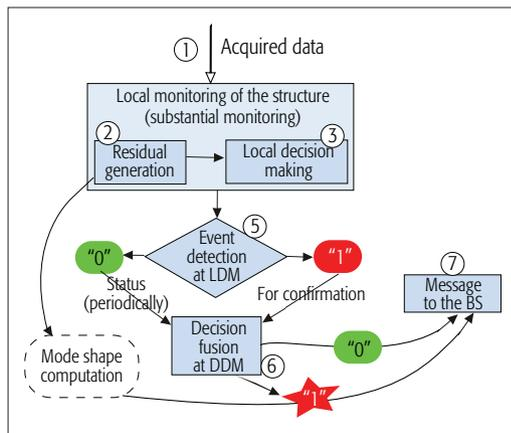 ① Acquired data
Local monitoring of the structure
(substantial monitoring)
②
③
Residual
generation
Local decision
making
⑤
Event
detection
at LDM
"0"
"1"
Status
(periodically)
For confirmation
⑦
Message
to the BS
Decision
fusion
at DDM
"0"
⑥
Mode shape
computation
"1"